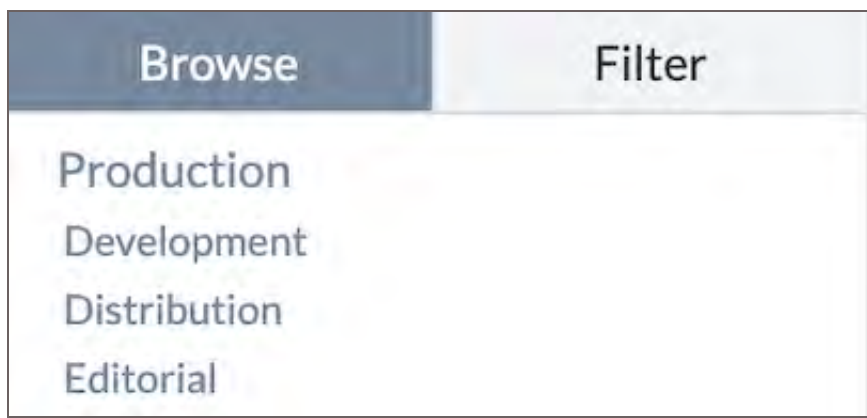 Browse Filter
Production
Development
Distribution
Editorial